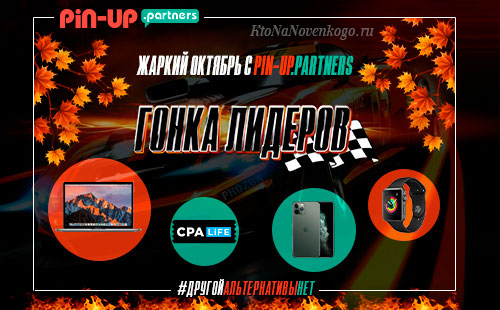 PiN-UP .partners
KtoNaNovenkogo.ru
ЖАРКИЙ ОКТЯБРЬ С PIN-UP.PARTNERS
ГОНКА ЛИДЕРОВ
CPA LIFE
#ДРУГОЙАЛЬТЕРНАТИВЫНЕТ